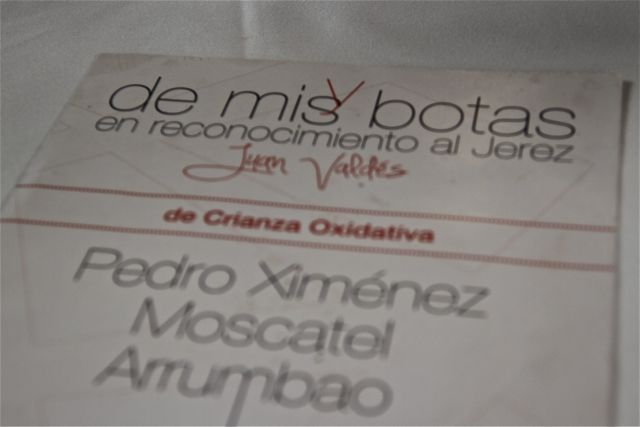 de mis botas
en reconocimiento al Jerez
Juan Valdés
de Crianza Oxidativa
Pedro Ximénez
Moscatel
Arrumbao